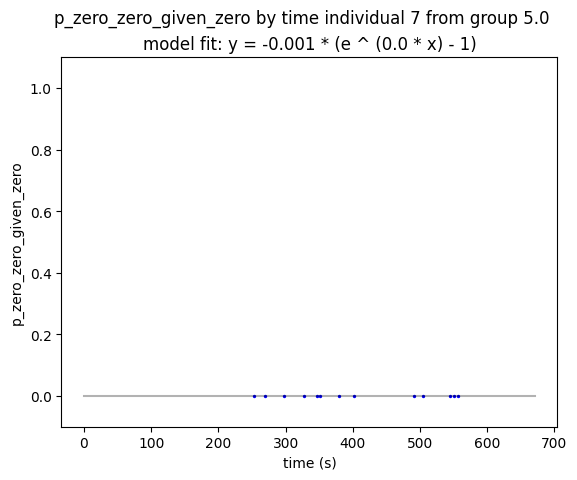 p_zero_zero_given_zero by time individual 7 from group 5.0
model fit: y = -0.001 * (e ^ (0.0 * x) - 1)
1.0
0.8
0.6
0.4
0.2
0.0
p_zero_zero_given_zero
0 100 200 300 400 500 600 700
time (s)